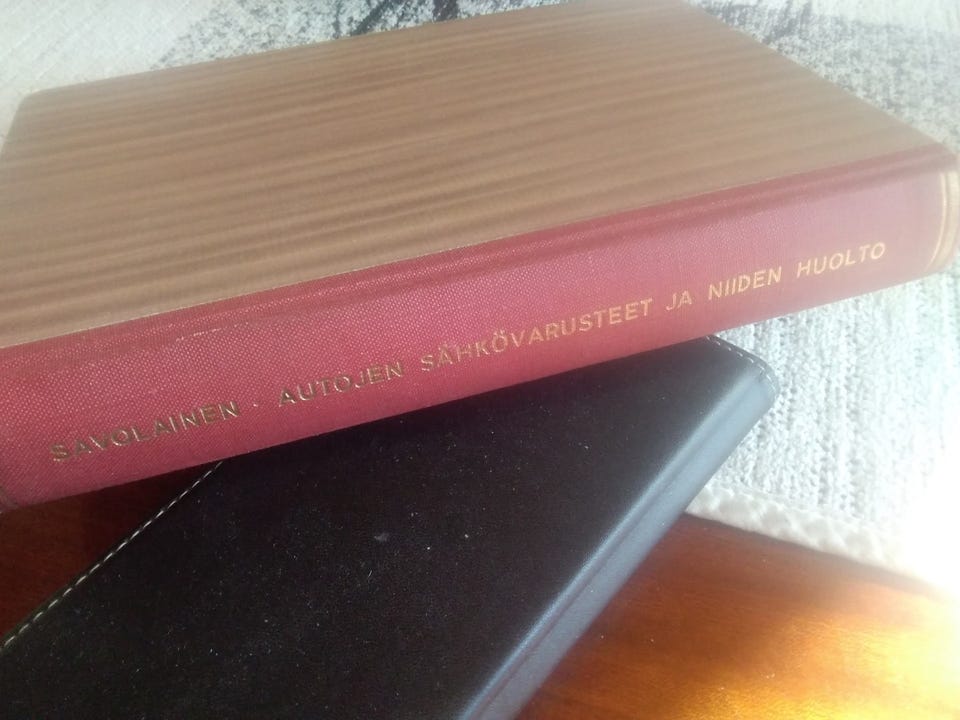 SAVOLAINEN · AUTOJEN SÄHKÖVARUSTEET JA NIIDEN HUOLTO